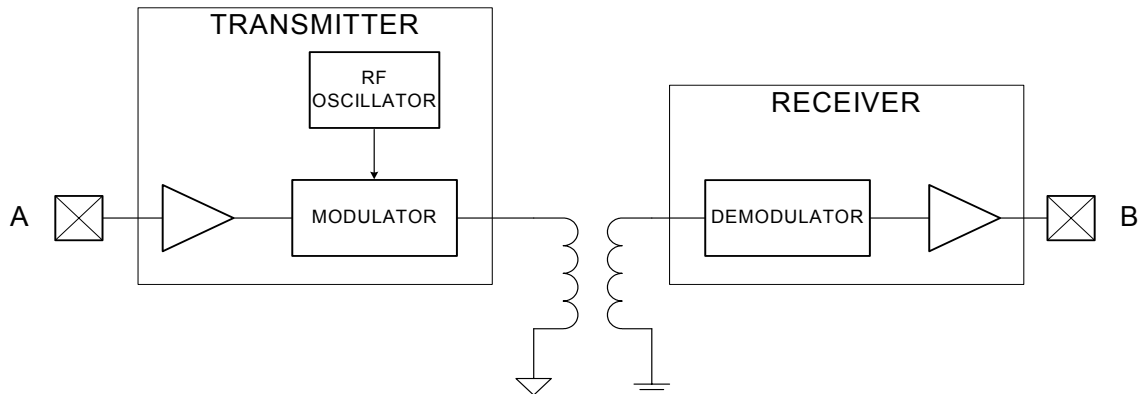 TRANSMITTER
RF
OSCILLATOR
RECEIVER
A
MODULATOR
DEMODULATOR
B